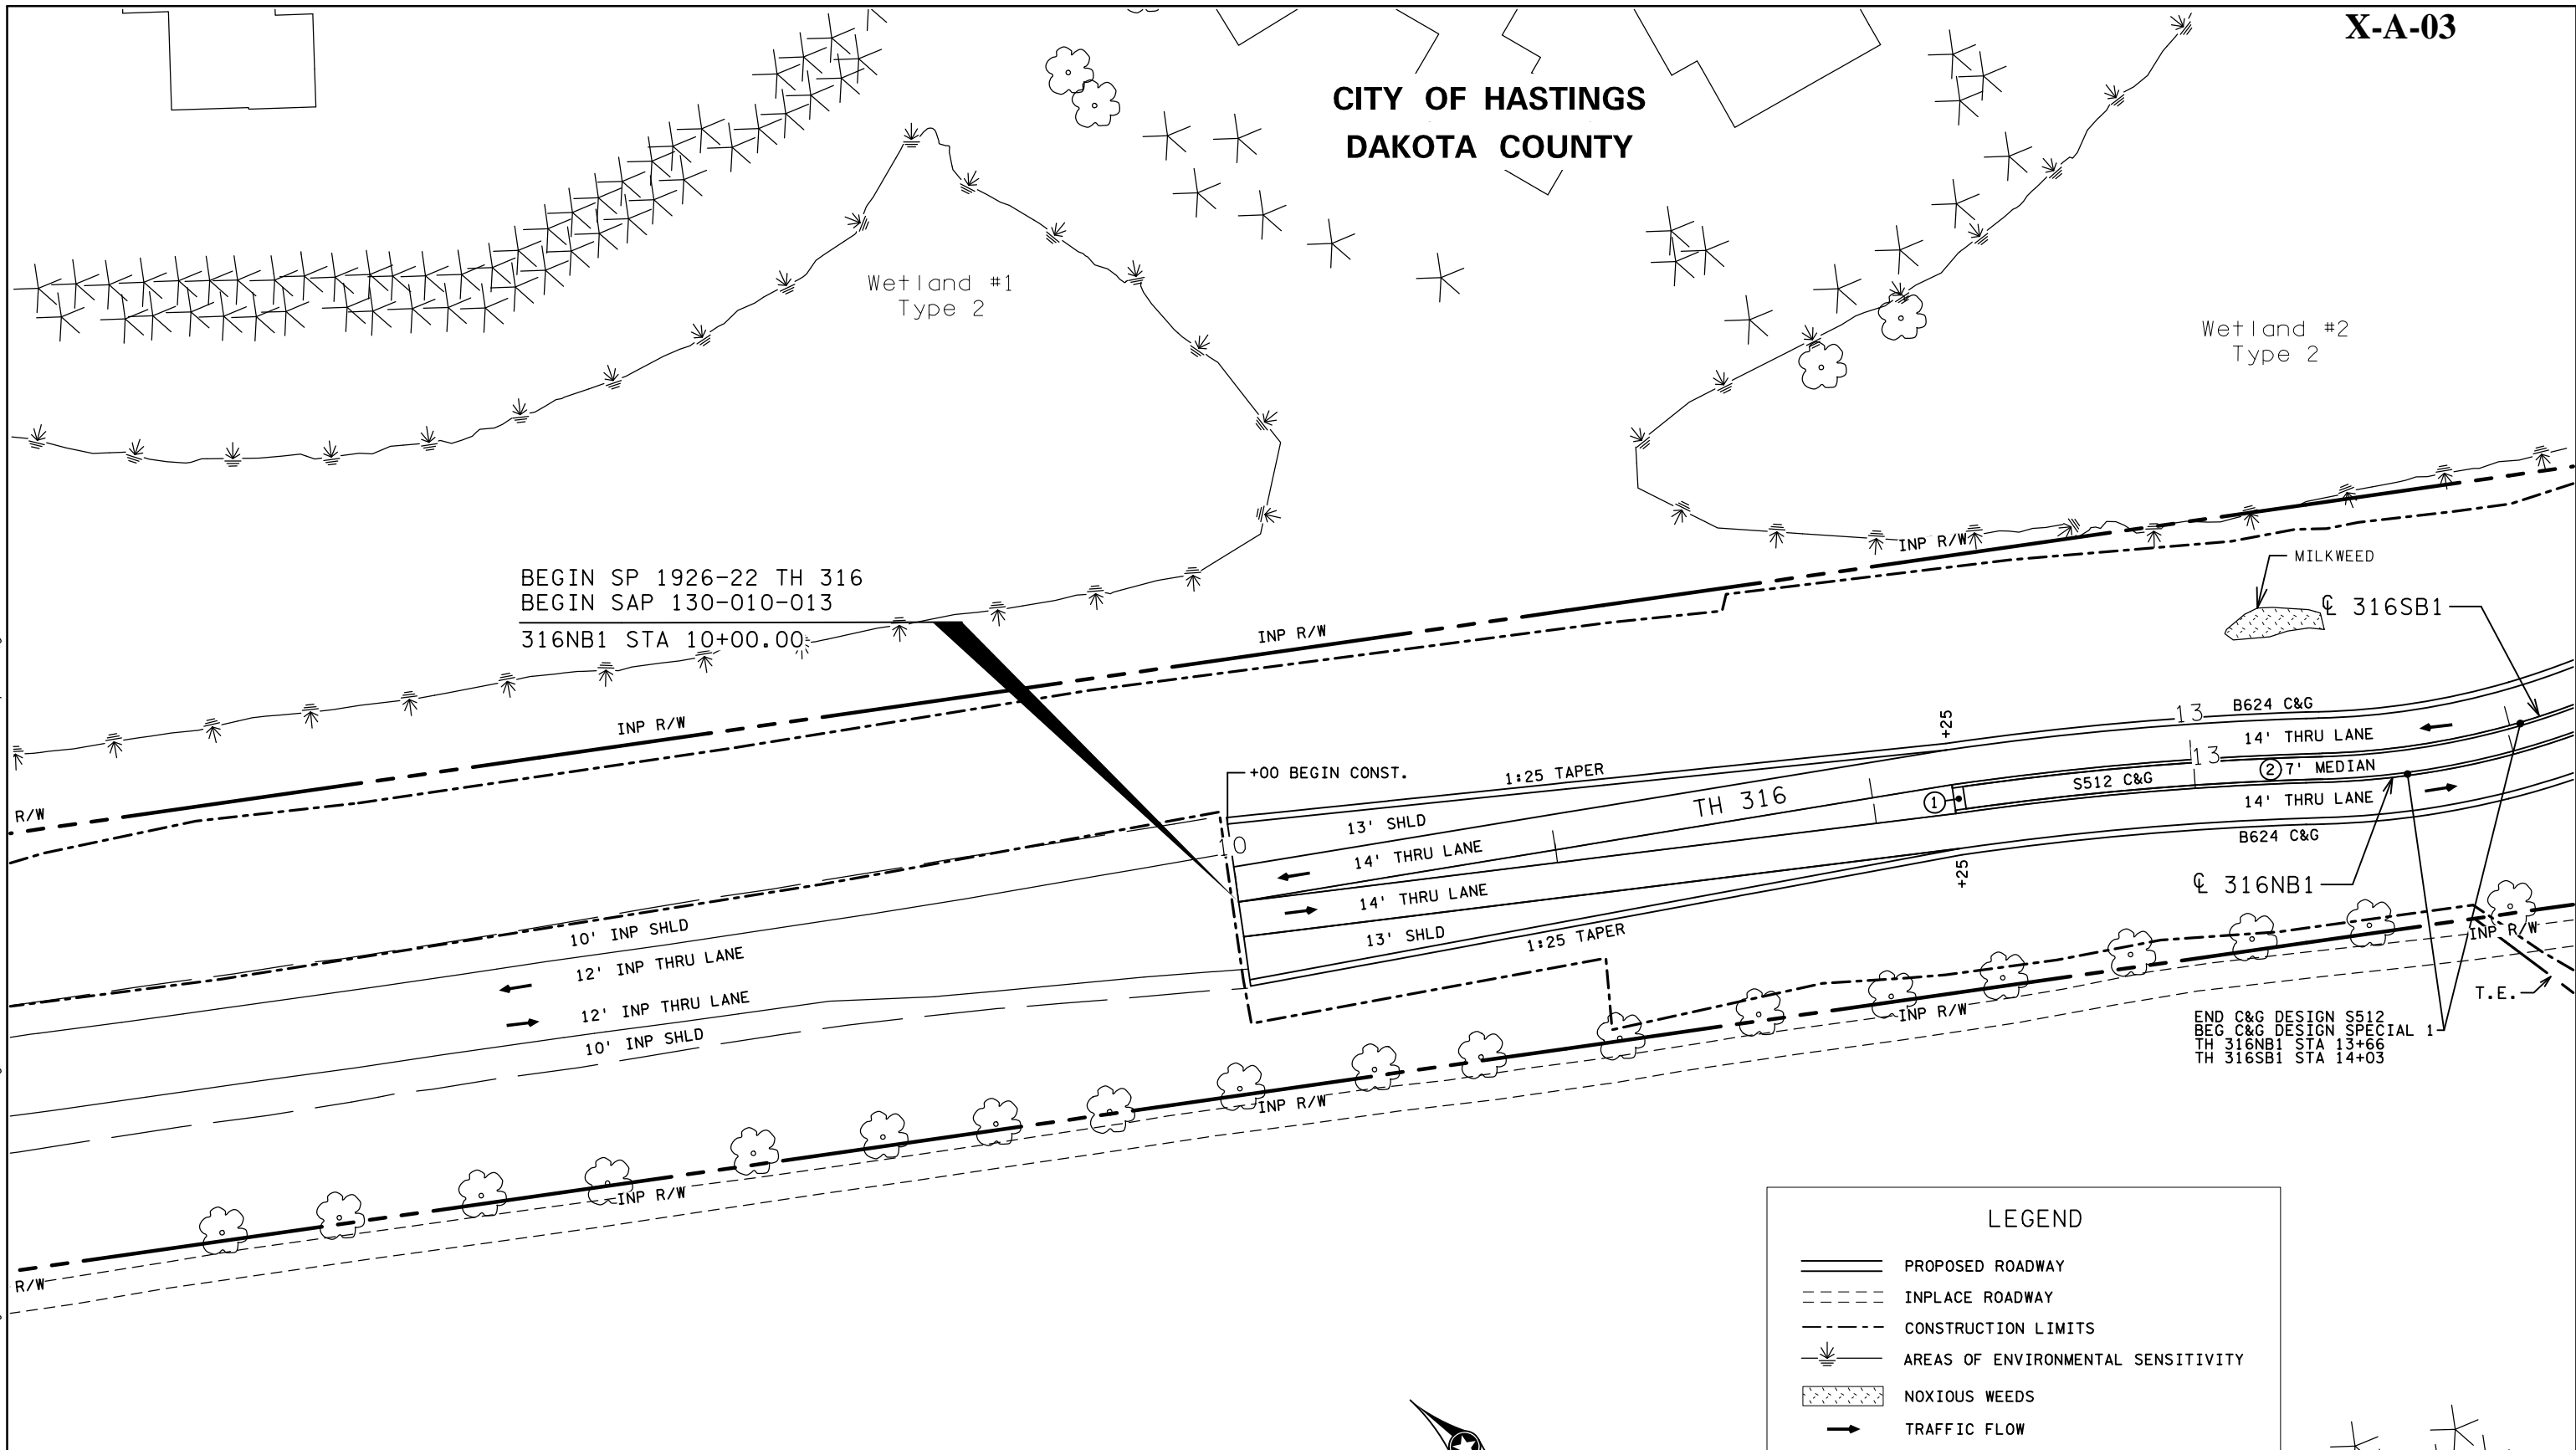 X-A-03
CITY OF HASTINGS
DAKOTA COUNTY
Wetland #1
Type 2
Wetland #2
Type 2
BEGIN SP 1926-22 TH 316
BEGIN SAP 130-010-013
316NB1 STA 10+00.00
INP R/W
INP R/W
INP R/W
R/W
MILKWEED
℄ 316SB1
+00 BEGIN CONST.
1:25 TAPER
+25
13
B624 C&G
14' THRU LANE
13
② 7' MEDIAN
S512 C&G
①
14' THRU LANE
B624 C&G
TH 316
13' SHLD
10
14' THRU LANE
14' THRU LANE
13' SHLD
1:25 TAPER
+25
℄ 316NB1
10' INP SHLD
12' INP THRU LANE
12' INP THRU LANE
10' INP SHLD
INP R/W
INP R/W
INP R/W
INP R/W
R/W
T.E.
END C&G DESIGN S512
BEG C&G DESIGN SPECIAL 1
TH 316NB1 STA 13+66
TH 316SB1 STA 14+03
LEGEND
PROPOSED ROADWAY
INPLACE ROADWAY
CONSTRUCTION LIMITS
AREAS OF ENVIRONMENTAL SENSITIVITY
NOXIOUS WEEDS
TRAFFIC FLOW